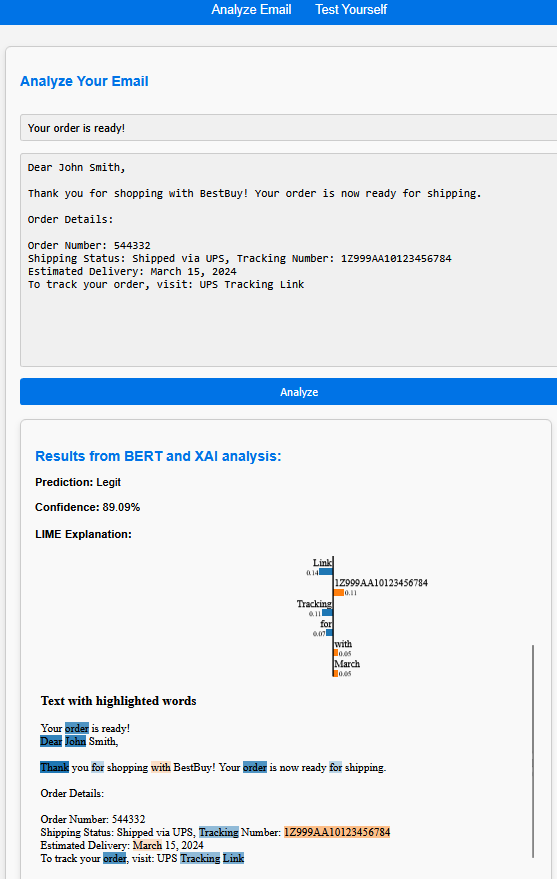 Analyze Email Test Yourself
Analyze Your Email
Your order is ready!
Dear John Smith,
Thank you for shopping with BestBuy! Your order is now ready for shipping.
Order Details:
Order Number: 544332
Shipping Status: Shipped via UPS, Tracking Number: 1Z999AA10123456784
Estimated Delivery: March 15, 2024
To track your order, visit: UPS Tracking Link
Analyze
Results from BERT and XAI analysis:
Prediction: Legit
Confidence: 89.09%
LIME Explanation:
Link
0.14
1Z999AA10123456784
0.11
Tracking
0.11
for
0.07
with
0.05
March
0.05
Text with highlighted words
Your order is ready!
Dear John Smith,
Thank you for shopping with BestBuy! Your order is now ready for shipping.
Order Details:
Order Number: 544332
Shipping Status: Shipped via UPS, Tracking Number: 1Z999AA10123456784
Estimated Delivery: March 15, 2024
To track your order, visit: UPS Tracking Link